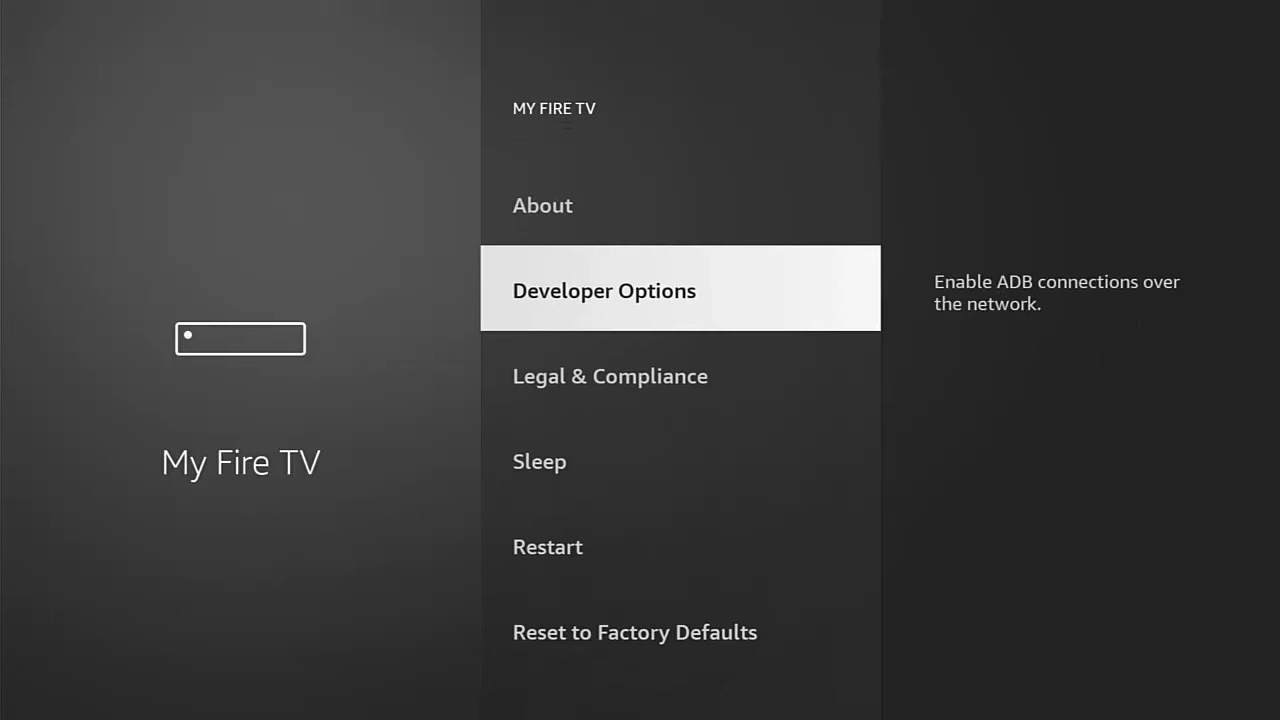 MY FIRE TV
About
Developer Options
Enable ADB connections over
the network.
Legal & Compliance
My Fire TV
Sleep
Restart
Reset to Factory Defaults